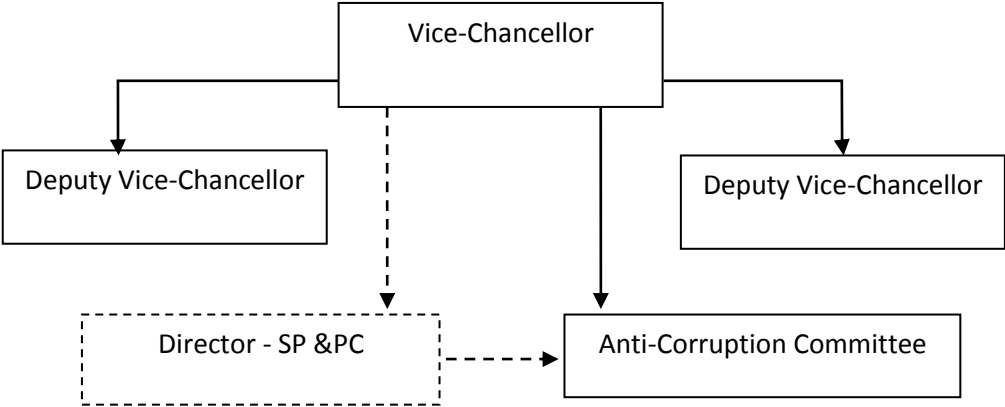 Vice-Chancellor
Deputy Vice-Chancellor
Deputy Vice-Chancellor
Director - SP &PC
Anti-Corruption Committee